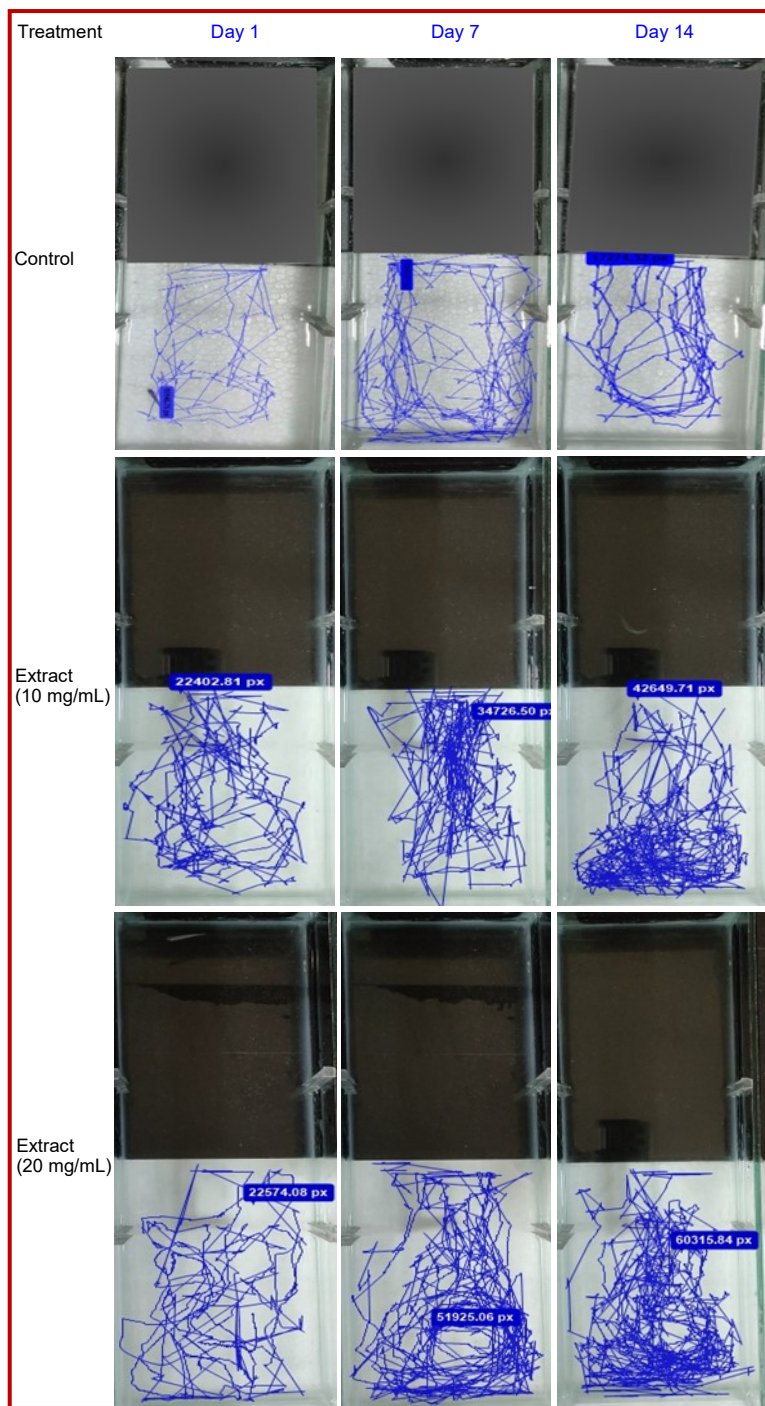 Treatment Day 1 Day 7 Day 14
Control
Extract
(10 mg/mL)
22402.81 px
34726.50 px
42649.71 px
Extract
(20 mg/mL)
22574.08 px
51925.06 px
60315.84 px